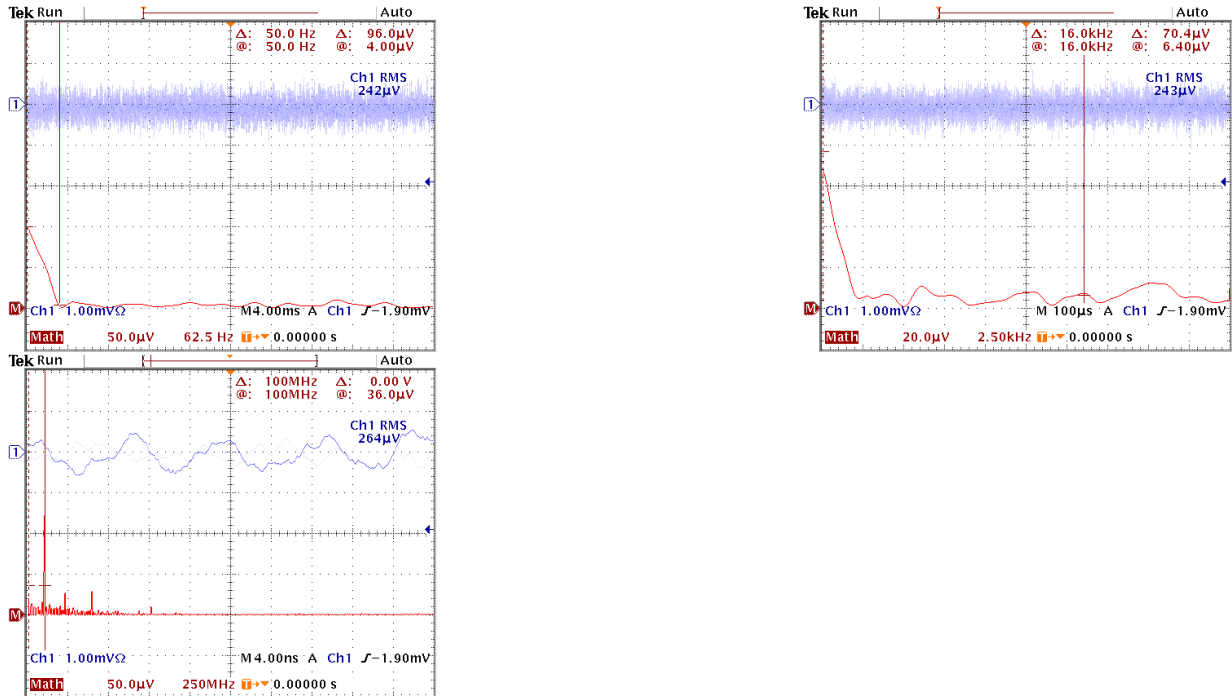 Tek Run Auto
Δ: 50.0 Hz Δ: 96.0µV
@: 50.0 Hz @: 4.00µV
Ch1 RMS
242µV
1
M
Ch1 1.00mVΩ M 4.00ms A Ch1 ʃ -1.90mV
Math 50.0µV 62.5 Hz T→▼ 0.00000 s
Tek Run Auto
Δ: 16.0kHz Δ: 70.4µV
@: 16.0kHz @: 6.40µV
Ch1 RMS
243µV
1
M
Ch1 1.00mVΩ M 100µs A Ch1 ʃ -1.90mV
Math 20.0µV 2.50kHz T→▼ 0.00000 s
Tek Run Auto
Δ: 100MHz Δ: 0.00 V
@: 100MHz @: 36.0µV
Ch1 RMS
264µV
1
M
Ch1 1.00mVΩ M 4.00ns A Ch1 ʃ -1.90mV
Math 50.0µV 250MHz T→▼ 0.00000 s